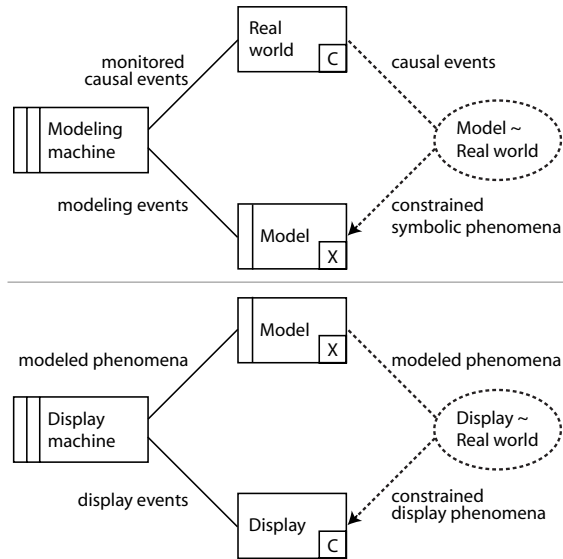 Real
world
C
monitored
causal events
causal events
Modeling
machine
Model ~
Real world
modeling events
Model
X
constrained
symbolic phenomena
Model
X
modeled phenomena
modeled phenomena
Display
machine
Display ~
Real world
display events
Display
C
constrained
display phenomena